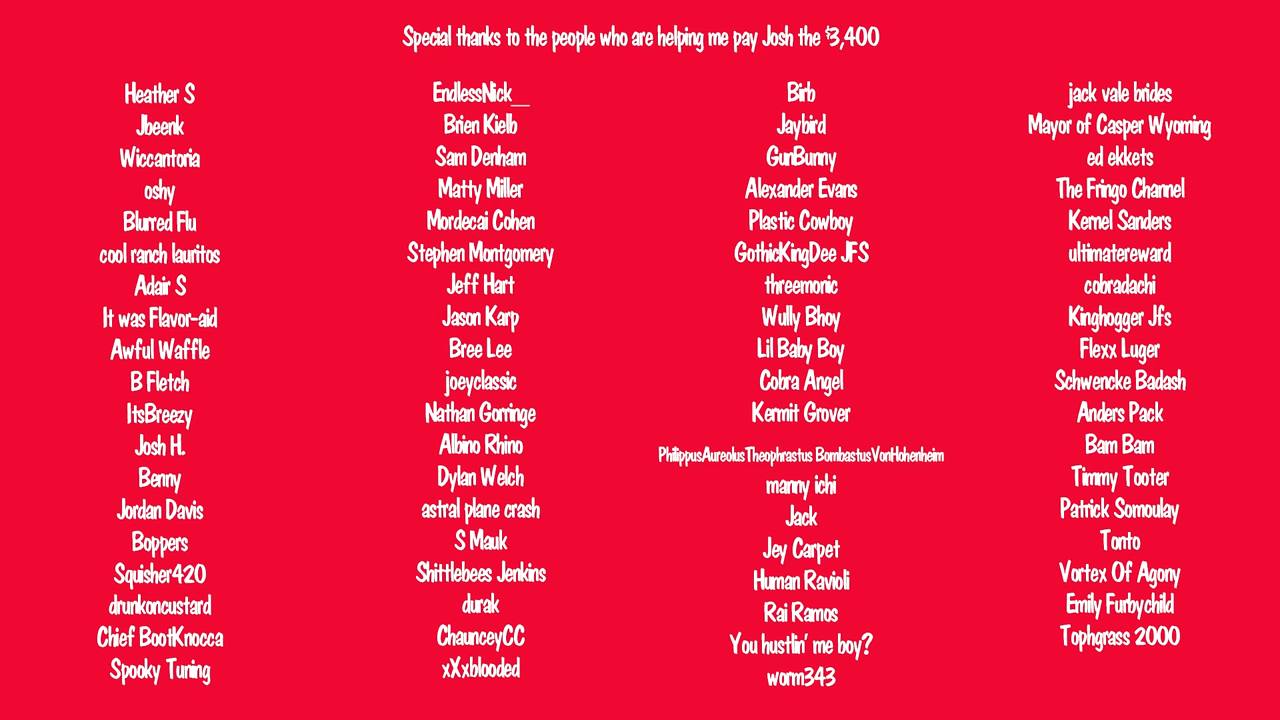 Special thanks to the people who are helping me pay Josh the $3,400
Heather S
Jbeenk
Wiccantoria
oshy
Blurred Flu
cool ranch lauritos
Adair S
It was Flavor-aid
Awful Waffle
B Fletch
ItsBreezy
Josh H.
Benny
Jordan Davis
Boppers
Squisher420
drunkoncustard
Chief BootKnocca
Spooky Tuning
EndlessNick__
Brien Kielb
Sam Denham
Matty Miller
Mordecai Cohen
Stephen Montgomery
Jeff Hart
Jason Karp
Bree Lee
joeyclassic
Nathan Gorringe
Albino Rhino
Dylan Welch
astral plane crash
S Mauk
Shittlebees Jenkins
durak
ChaunceyCC
xXxblooded
Birb
Jaybird
GunBunny
Alexander Evans
Plastic Cowboy
GothicKingDee JFS
threemonic
Wully Bhoy
Lil Baby Boy
Cobra Angel
Kermit Grover
PhilippusAureolusTheophrastus BombastusVonHohenheim
manny ichi
Jack
Jey Carpet
Human Ravioli
Rai Ramos
You hustlin' me boy?
worm343
jack vale brides
Mayor of Casper Wyoming
ed ekkets
The Fringo Channel
Kernel Sanders
ultimatereward
cobradachi
Kinghogger Jfs
Flexx Luger
Schwencke Badash
Anders Pack
Bam Bam
Timmy Tooter
Patrick Somoulay
Tonto
Vortex Of Agony
Emily Furbychild
Tophgrass 2000